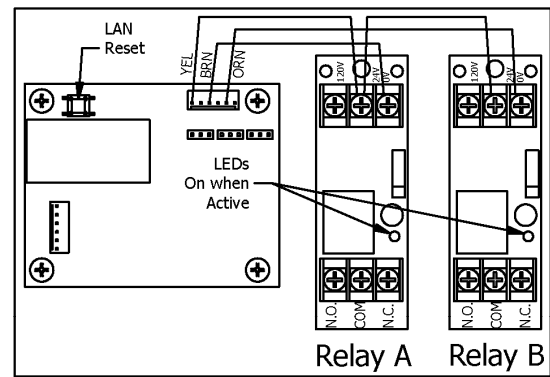 LAN
Reset
YEL
BRN
ORN
120V
24V
0V
120V
24V
0V
LEDs
On when
Active
N.O.
COM
N.C.
N.O.
COM
N.C.
Relay A
Relay B